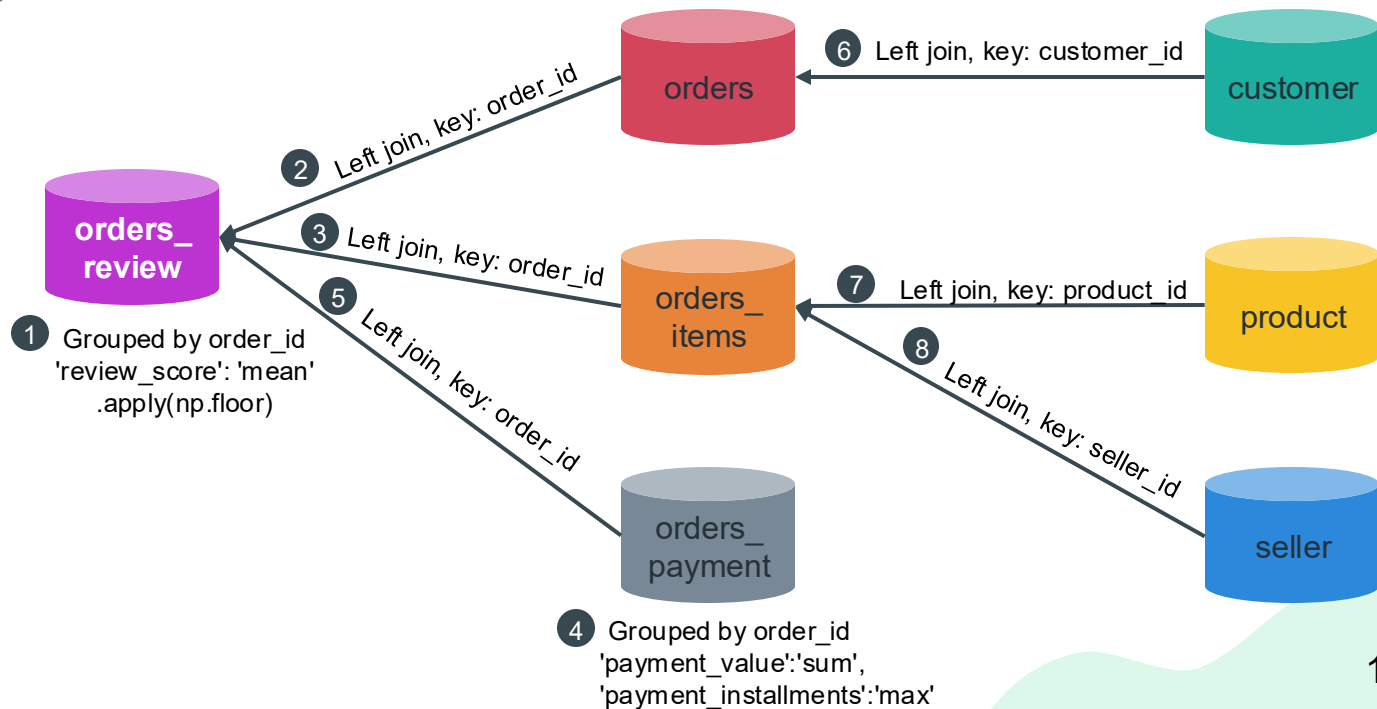 orders
6 Left join, key: customer_id
customer
2 Left join, key: order_id
orders_
review
3 Left join, key: order_id
orders_
items
7 Left join, key: product_id
product
1 Grouped by order_id
'review_score': 'mean'
.apply(np.floor)
5 Left join, key: order_id
8 Left join, key: seller_id
orders_
payment
seller
4 Grouped by order_id
'payment_value':'sum',
'payment_installments':'max'
1